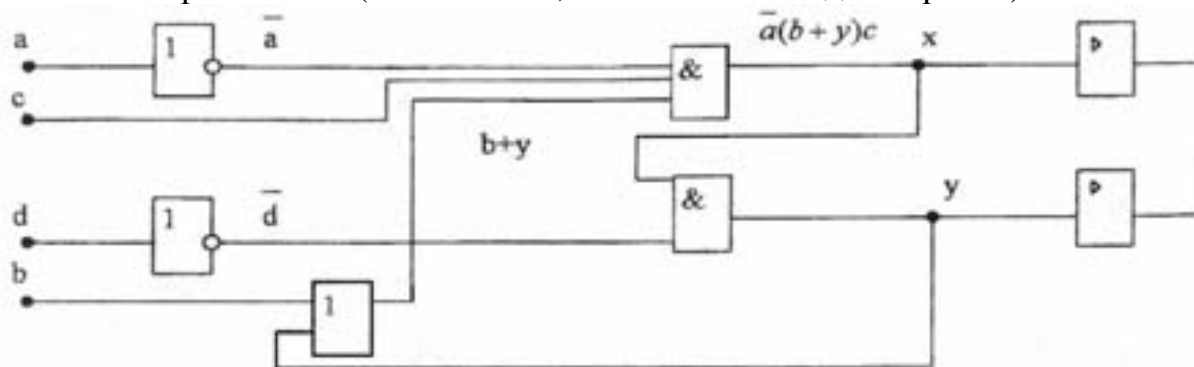 a
1
a̅
&
a̅(b + y)c
x
▷
c
b+y
d
1
d̅
&
y
▷
b
1